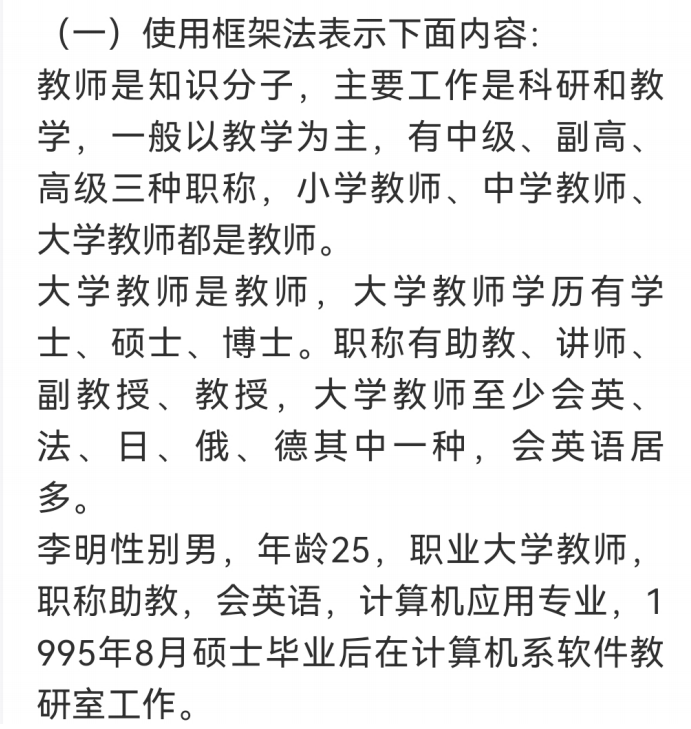 （一）使用框架法表示下面内容：
教师是知识分子，主要工作是科研和教
学，一般以教学为主，有中级、副高、
高级三种职称，小学教师、中学教师、
大学教师都是教师。
大学教师是教师，大学教师学历有学
士、硕士、博士。职称有助教、讲师、
副教授、教授，大学教师至少会英、
法、日、俄、德其中一种，会英语居
多。
李明性别男，年龄25，职业大学教师，
职称助教，会英语，计算机应用专业，1
995年8月硕士毕业后在计算机系软件教
研室工作。